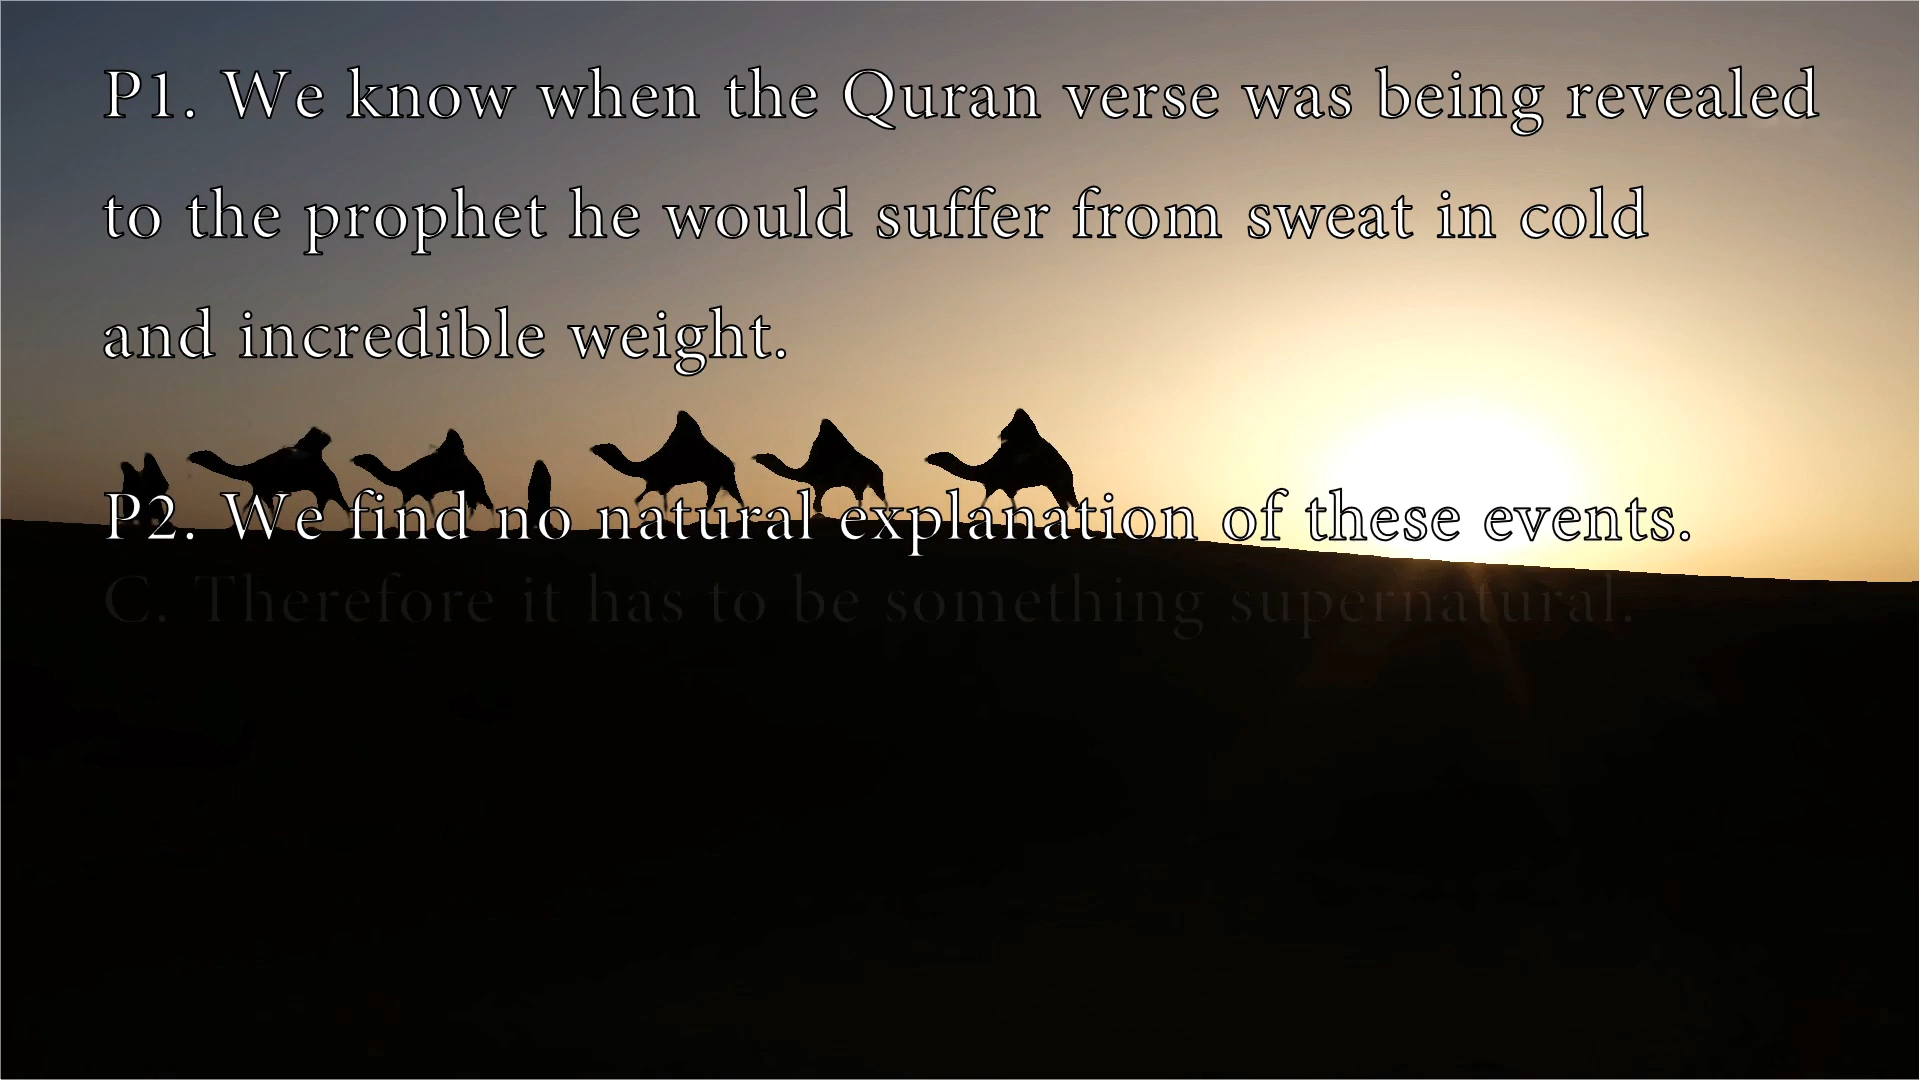 P1. We know when the Quran verse was being revealed
to the prophet he would suffer from sweat in cold
and incredible weight.
P2. We find no natural explanation of these events.
C. Therefore it has to be something supernatural.